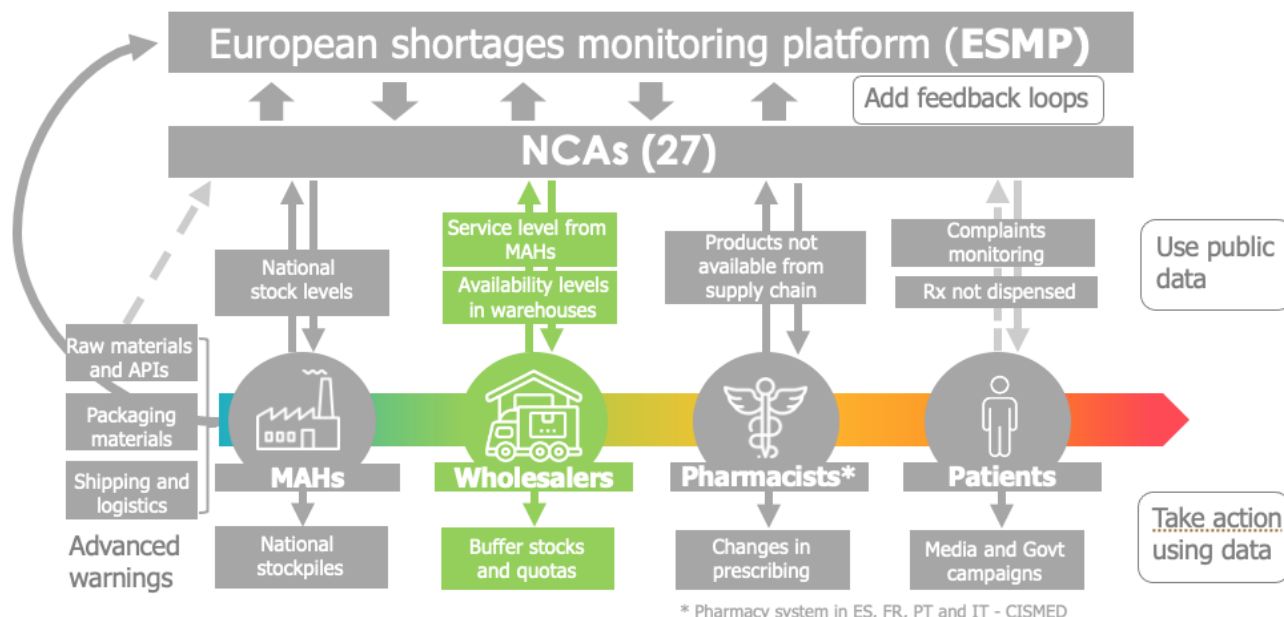 European shortages monitoring platform (ESMP)
Add feedback loops
NCAs (27)
National
stock levels
Service level from
MAHs
Availability levels
in warehouses
Products not
available from
supply chain
Complaints
monitoring
Rx not dispensed
Use public
data
Raw materials
and APIs
Packaging
materials
Shipping and
logistics
Advanced
warnings
MAHs
Wholesalers
Pharmacists*
Patients
National
stockpiles
Buffer stocks
and quotas
Changes in
prescribing
Media and Govt
campaigns
Take action
using data
* Pharmacy system in ES, FR, PT and IT - CISMED